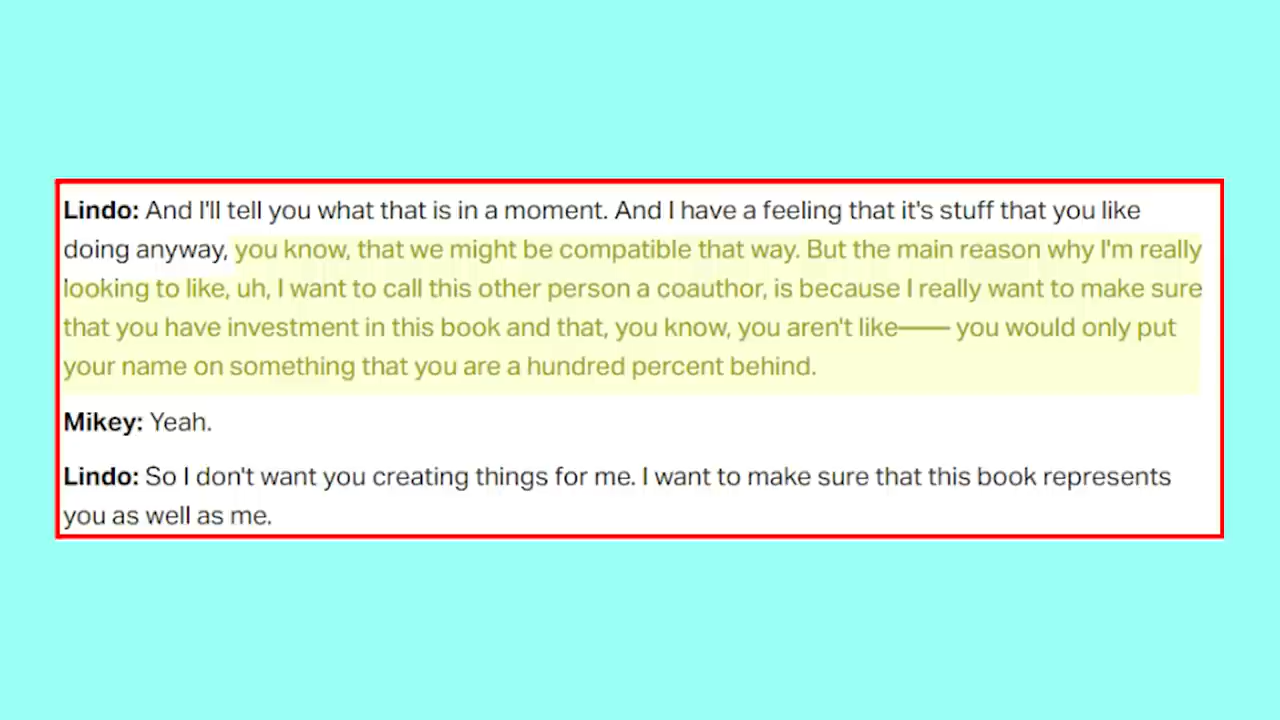 Lindo: And I'll tell you what that is in a moment. And I have a feeling that it's stuff that you like
doing anyway, you know, that we might be compatible that way. But the main reason why I'm really
looking to like, uh, I want to call this other person a coauthor, is because I really want to make sure
that you have investment in this book and that, you know, you aren't like—— you would only put
your name on something that you are a hundred percent behind.
Mikey: Yeah.
Lindo: So I don't want you creating things for me. I want to make sure that this book represents
you as well as me.